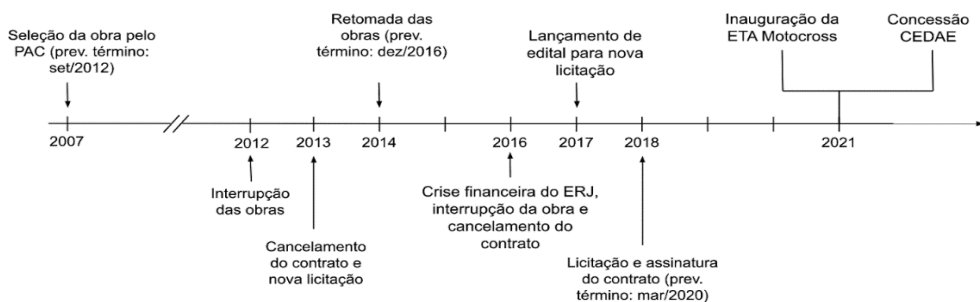 Seleção da obra pelo
PAC (prev. término:
set/2012)
Retomada das
obras (prev.
término: dez/2016)
Lançamento de
edital para nova
licitação
Inauguração da
ETA Motocross
Concessão
CEDAE
2007
2012
2013
2014
2016
2017
2018
2021
Interrupção
das obras
Cancelamento
do contrato e
nova licitação
Crise financeira do ERJ,
interrupção da obra e
cancelamento do
contrato
Licitação e assinatura
do contrato (prev.
término: mar/2020)